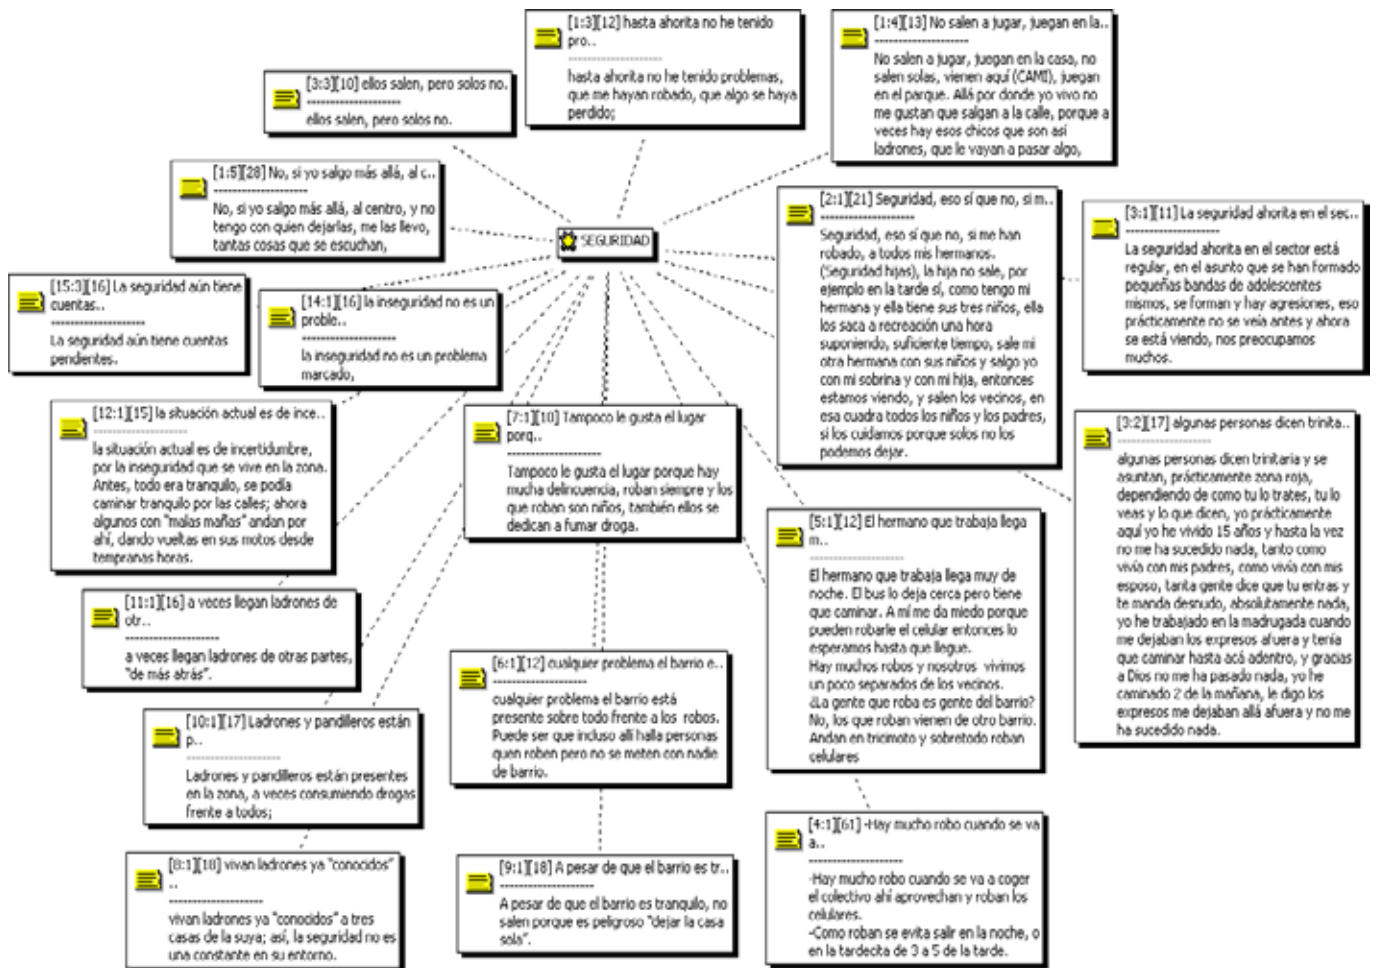 [1:3][12] hasta ahorita no he tenido
pro..
--------------------
hasta ahorita no he tenido problemas,
que me hayan robado, que algo se haya
perdido;
[1:4][13] No salen a jugar, juegan en la..
--------------------
No salen a jugar, juegan en la casa, no
salen solas, vienen aquí (CAMI), juegan
en el parque. Allá por donde yo vivo no
me gustan que salgan a la calle, porque a
veces hay esos chicos que son así
ladrones, que le vayan a pasar algo,
[3:3][10] ellos salen, pero solos no.
--------------------
ellos salen, pero solos no.
[1:5][28] No, si yo salgo más allá, al c..
--------------------
No, si yo salgo más allá, al centro, y no
tengo con quien dejarlas, me las llevo,
tantas cosas que se escuchan,
SEGURIDAD
[2:1][21] Seguridad, eso sí que no, si m..
--------------------
Seguridad, eso sí que no, si me han
robado, a todos mis hermanos.
(Seguridad hijas), la hija no sale, por
ejemplo en la tarde sí, como tengo mi
hermana y ella tiene sus tres niños, ella
los saca a recreación una hora
suponiendo, suficiente tiempo, sale mi
otra hermana con sus niños y salgo yo
con mi sobrina y con mi hija, entonces
estamos viendo, y salen los vecinos, en
esa cuadra todos los niños y los padres,
si los cuidamos porque solos no los
podemos dejar.
[3:1][11] La seguridad ahorita en el sec..
--------------------
La seguridad ahorita en el sector está
regular, en el asunto que se han formado
pequeñas bandas de adolescentes
mismos, se forman y hay agresiones, eso
prácticamente no se veía antes y ahora
se está viendo, nos preocupamos
muchos.
[15:3][16] La seguridad aún tiene
cuentas..
--------------------
La seguridad aún tiene cuentas
pendientes.
[14:1][16] la inseguridad no es un
proble..
--------------------
la inseguridad no es un problema
marcado,
[12:1][15] la situación actual es de ince..
--------------------
la situación actual es de incertidumbre,
por la inseguridad que se vive en la zona.
Antes, todo era tranquilo, se podía
caminar tranquilo por las calles; ahora
algunos con "malas mañas" andan por
ahí, dando vueltas en sus motos desde
tempranas horas.
[7:1][10] Tampoco le gusta el lugar
porq..
--------------------
Tampoco le gusta el lugar porque hay
mucha delincuencia, roban siempre y los
que roban son niños, también ellos se
dedican a fumar droga.
[3:2][17] algunas personas dicen trinita..
--------------------
algunas personas dicen trinitaria y se
asuntan, prácticamente zona roja,
dependiendo de como tu lo trates, tu lo
veas y lo que dicen, yo prácticamente
aquí yo he vivido 15 años y hasta la vez
no me ha sucedido nada, tanto como
vivía con mis padres, como vivía con mis
esposo, tanta gente dice que tu entras y
te manda desnudo, absolutamente nada,
yo he trabajado en la madrugada cuando
me dejaban los expresos afuera y tenía
que caminar hasta acá adentro, y gracias
a Dios no me ha pasado nada, yo he
caminado 2 de la mañana, le digo los
expresos me dejaban allá afuera y no me
ha sucedido nada.
[5:1][12] El hermano que trabaja llega
m..
--------------------
El hermano que trabaja llega muy de
noche. El bus lo deja cerca pero tiene
que caminar. A mí me da miedo porque
pueden robarle el celular entonces lo
esperamos hasta que llegue.
Hay muchos robos y nosotros vivimos
un poco separados de los vecinos.
¿La gente que roba es gente del barrio?
No, los que roban vienen de otro barrio.
Andan en tricimoto y sobretodo roban
celulares
[11:1][16] a veces llegan ladrones de
otr..
--------------------
a veces llegan ladrones de otras partes,
"de más atrás".
[6:1][12] cualquier problema el barrio e..
--------------------
cualquier problema el barrio está
presente sobre todo frente a los robos.
Puede ser que incluso allí halla personas
quen roben pero no se meten con nadie
de barrio.
[10:1][17] Ladrones y pandilleros están
p..
--------------------
Ladrones y pandilleros están presentes
en la zona, a veces consumiendo drogas
frente a todos;
[4:1][61] -Hay mucho robo cuando se va
a..
--------------------
-Hay mucho robo cuando se va a coger
el colectivo ahí aprovechan y roban los
celulares.
-Como roban se evita salir en la noche, o
en la tardecita de 3 a 5 de la tarde.
[8:1][18] vivan ladrones ya "conocidos"
..
--------------------
vivan ladrones ya "conocidos" a tres
casas de la suya; así, la seguridad no es
una constante en su entorno.
[9:1][18] A pesar de que el barrio es tr..
--------------------
A pesar de que el barrio es tranquilo, no
salen porque es peligroso "dejar la casa
sola".